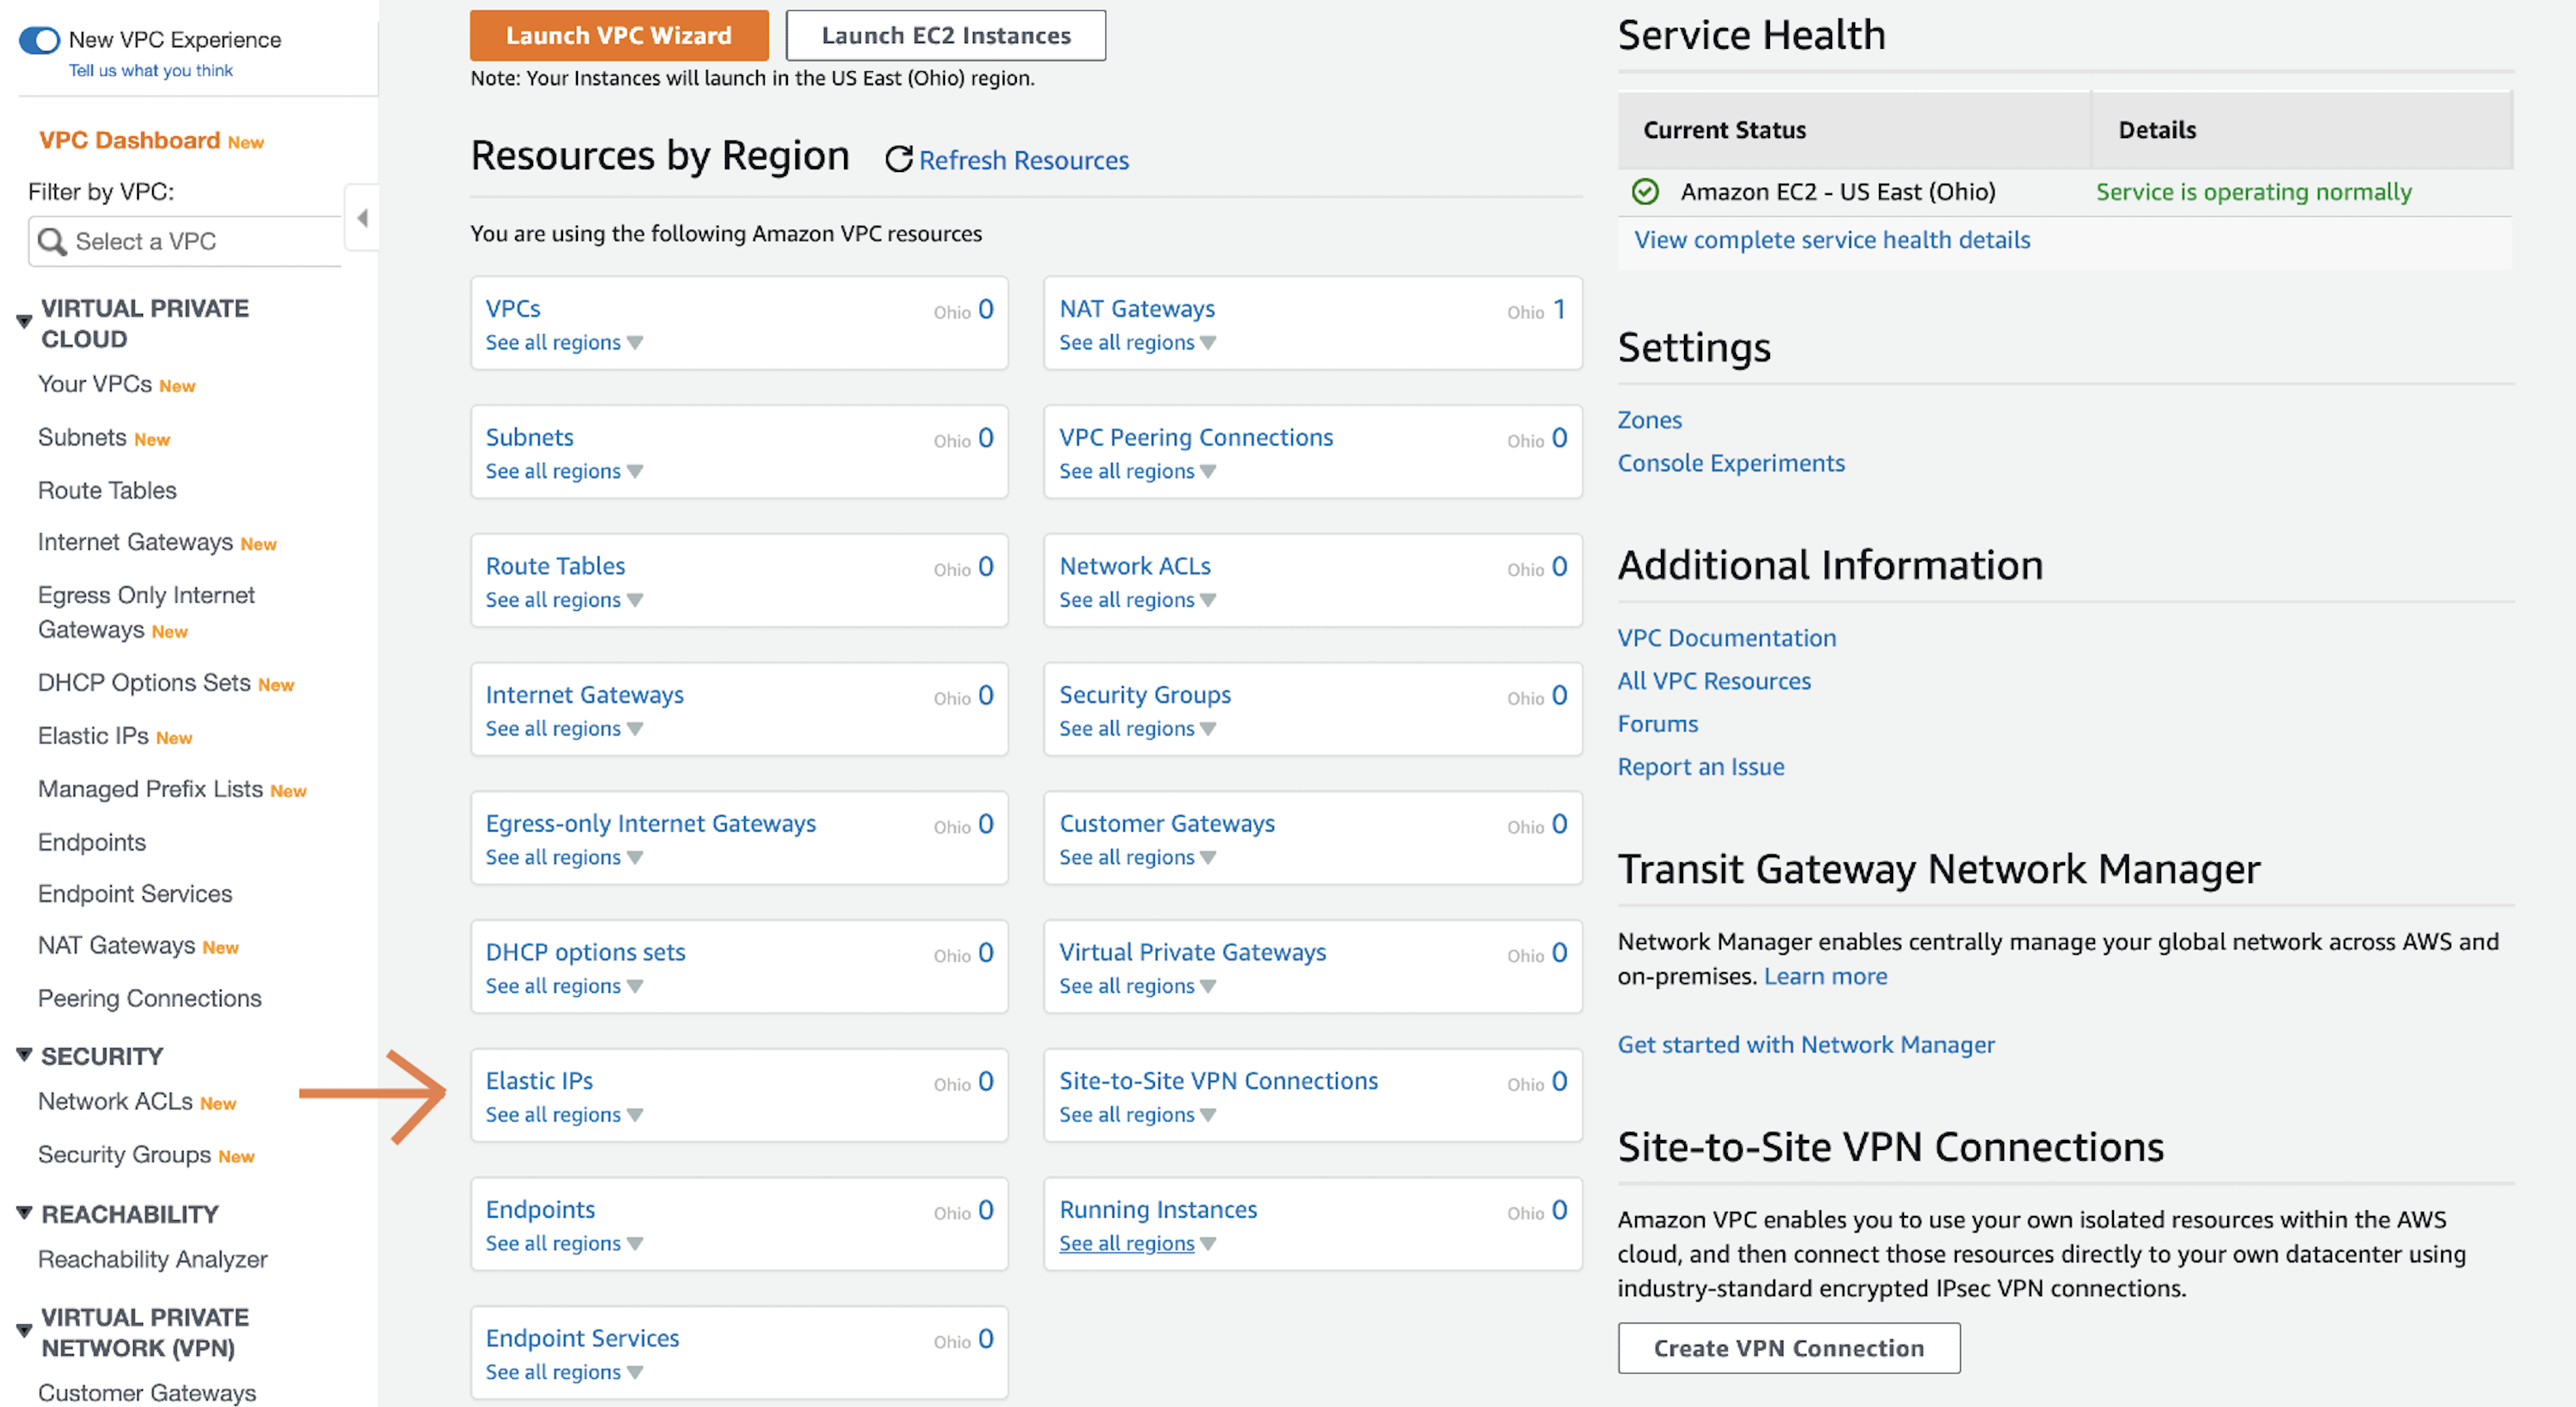 New VPC Experience
Tell us what you think
VPC Dashboard New
Filter by VPC:
Select a VPC
VIRTUAL PRIVATE
CLOUD
Your VPCs New
Subnets New
Route Tables
Internet Gateways New
Egress Only Internet
Gateways New
DHCP Options Sets New
Elastic IPs New
Managed Prefix Lists New
Endpoints
Endpoint Services
NAT Gateways New
Peering Connections
SECURITY
Network ACLs New
Security Groups New
REACHABILITY
Reachability Analyzer
VIRTUAL PRIVATE
NETWORK (VPN)
Customer Gateways
Launch VPC Wizard
Launch EC2 Instances
Note: Your Instances will launch in the US East (Ohio) region.
Resources by Region
Refresh Resources
You are using the following Amazon VPC resources
VPCs Ohio 0
See all regions
NAT Gateways Ohio 1
See all regions
Subnets Ohio 0
See all regions
VPC Peering Connections Ohio 0
See all regions
Route Tables Ohio 0
See all regions
Network ACLs Ohio 0
See all regions
Internet Gateways Ohio 0
See all regions
Security Groups Ohio 0
See all regions
Egress-only Internet Gateways Ohio 0
See all regions
Customer Gateways Ohio 0
See all regions
DHCP options sets Ohio 0
See all regions
Virtual Private Gateways Ohio 0
See all regions
Elastic IPs Ohio 0
See all regions
Site-to-Site VPN Connections Ohio 0
See all regions
Endpoints Ohio 0
See all regions
Running Instances Ohio 0
See all regions
Endpoint Services Ohio 0
See all regions
Service Health
Current Status Details
Amazon EC2 - US East (Ohio) Service is operating normally
View complete service health details
Settings
Zones
Console Experiments
Additional Information
VPC Documentation
All VPC Resources
Forums
Report an Issue
Transit Gateway Network Manager
Network Manager enables centrally manage your global network across AWS and
on-premises. Learn more
Get started with Network Manager
Site-to-Site VPN Connections
Amazon VPC enables you to use your own isolated resources within the AWS
cloud, and then connect those resources directly to your own datacenter using
industry-standard encrypted IPsec VPN connections.
Create VPN Connection